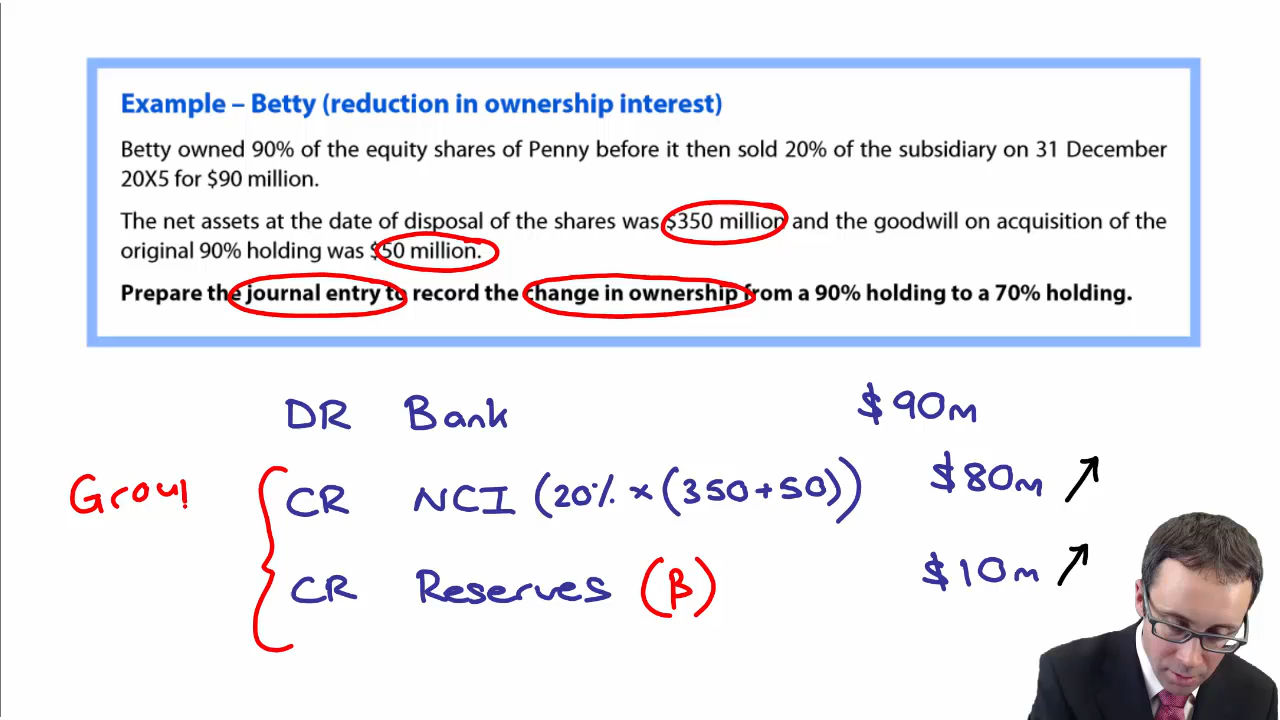 Example – Betty (reduction in ownership interest)
Betty owned 90% of the equity shares of Penny before it then sold 20% of the subsidiary on 31 December
20X5 for $90 million.
The net assets at the date of disposal of the shares was $350 million and the goodwill on acquisition of the
original 90% holding was $50 million.
Prepare the journal entry to record the change in ownership from a 90% holding to a 70% holding.
DR Bank $90m
Grou
CR NCI (20% × (350+50)) $80m
CR Reserves (β) $10m